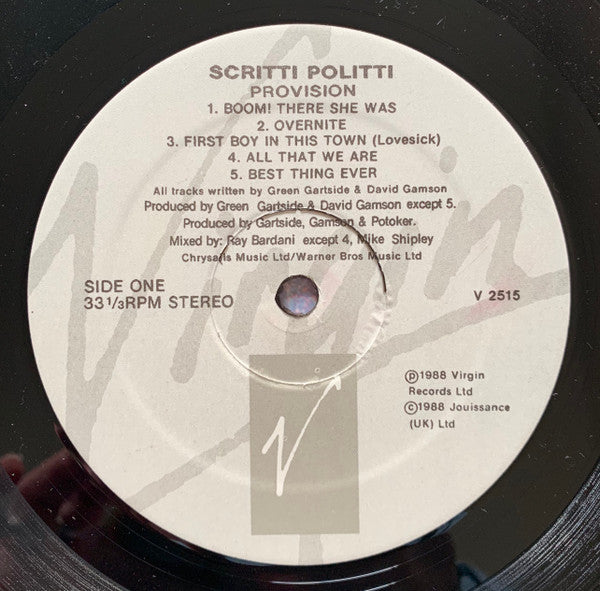 SCRITTI POLITTI
PROVISION
1. BOOM! THERE SHE WAS
2. OVERNITE
3. FIRST BOY IN THIS TOWN (Lovesick)
4. ALL THAT WE ARE
5. BEST THING EVER
All tracks written by Green Gartside & David Gamson
Produced by Green Gartside & David Gamson except 5.
Produced by Gartside, Gamson & Potoker.
Mixed by: Ray Bardani except 4, Mike Shipley
Chrysalis Music Ltd/Warner Bros Music Ltd
SIDE ONE
33 1/3RPM STEREO
V 2515
Virgin
Ⓟ1988 Virgin
Records Ltd
©1988 Jouissance
(UK) Ltd
V